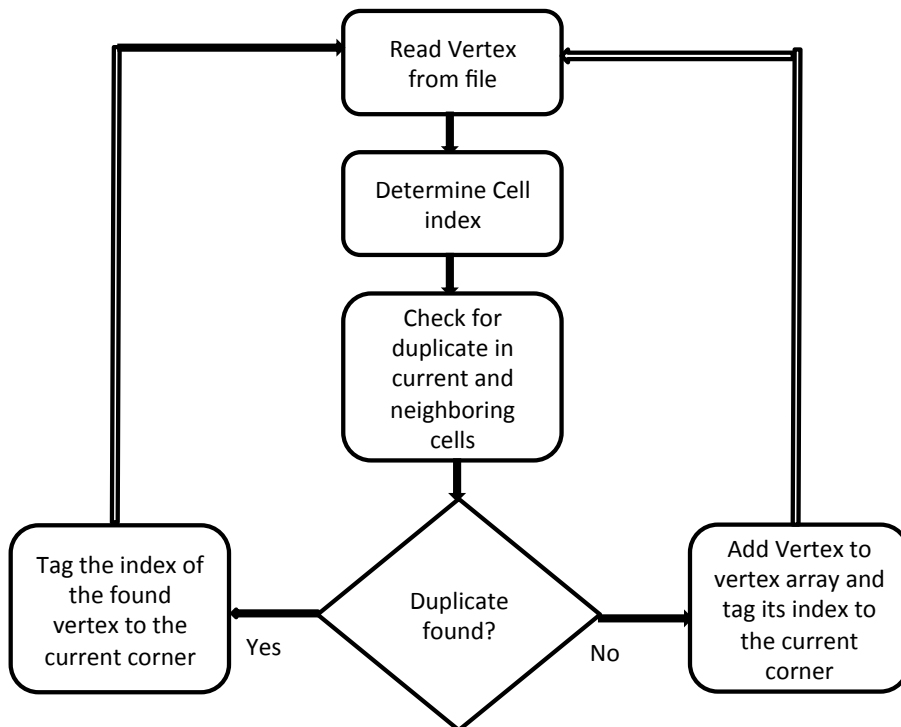 Read Vertex
from file
Determine Cell
index
Check for
duplicate in
current and
neighboring
cells
Duplicate
found?
Yes
Tag the index of
the found
vertex to the
current corner
No
Add Vertex to
vertex array and
tag its index to
the current
corner